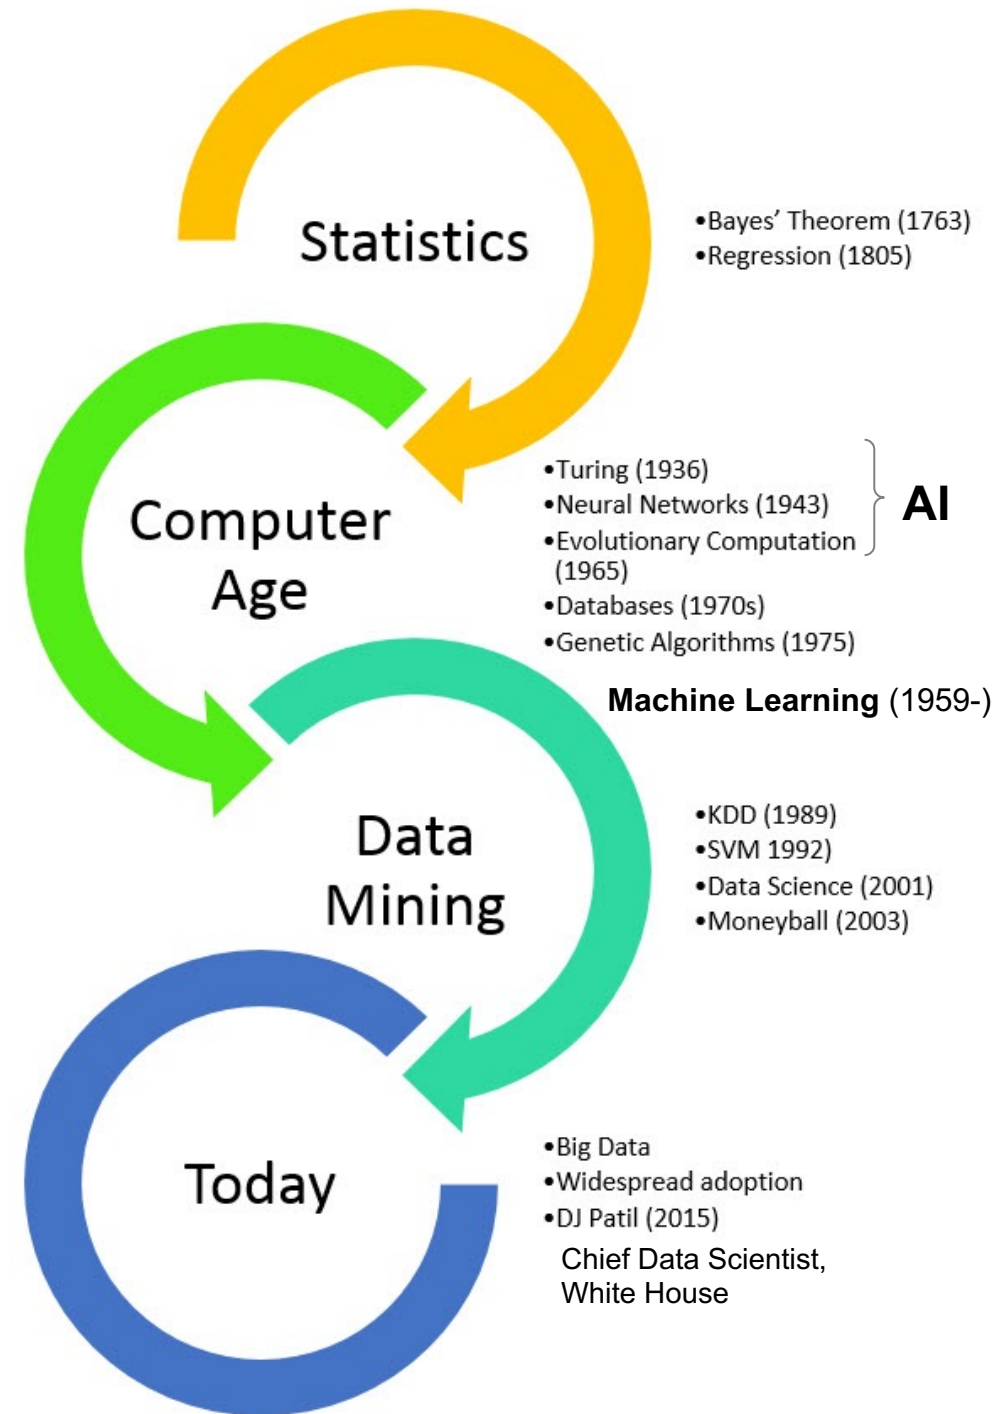 Statistics
•Bayes’ Theorem (1763)
•Regression (1805)
Computer
Age
•Turing (1936)
•Neural Networks (1943)
•Evolutionary Computation
(1965)
•Databases (1970s)
•Genetic Algorithms (1975)
AI
Machine Learning (1959-)
Data
Mining
•KDD (1989)
•SVM 1992)
•Data Science (2001)
•Moneyball (2003)
Today
•Big Data
•Widespread adoption
•DJ Patil (2015)
Chief Data Scientist,
White House